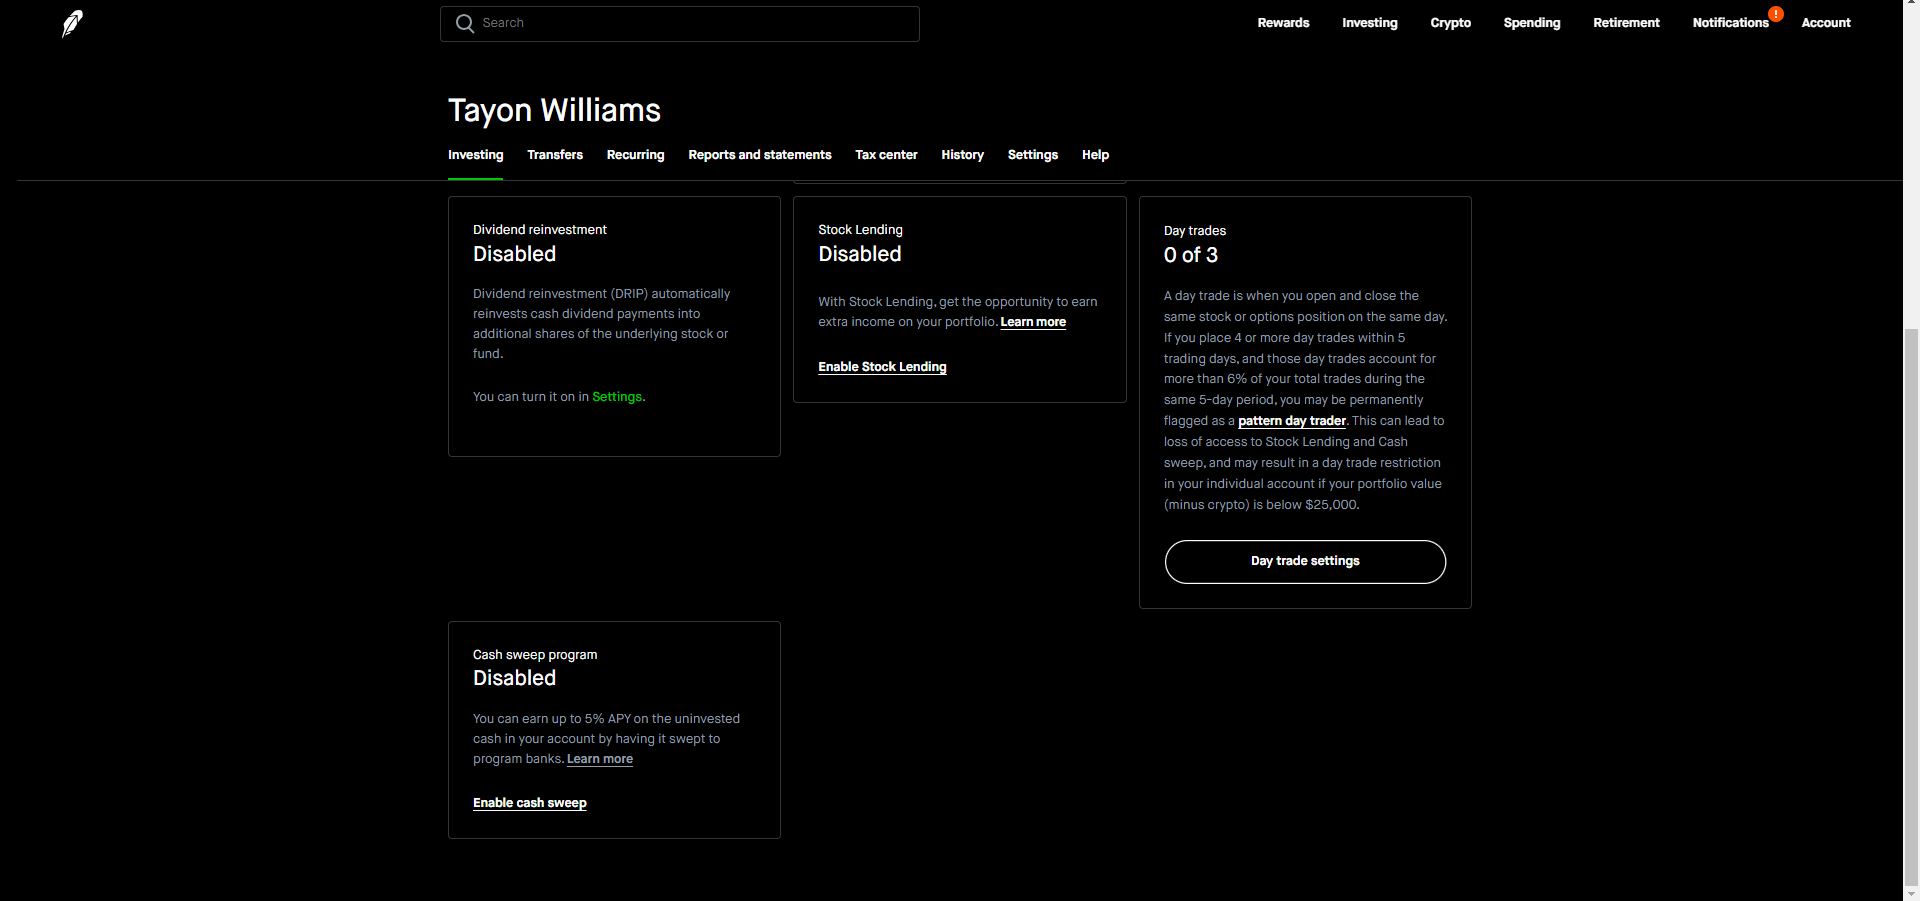 Search
Rewards
Investing
Crypto
Spending
Retirement
Notifications
!
Account
Tayon Williams
Investing
Transfers
Recurring
Reports and statements
Tax center
History
Settings
Help
Dividend reinvestment
Disabled
Dividend reinvestment (DRIP) automatically
reinvests cash dividend payments into
additional shares of the underlying stock or
fund.
You can turn it on in Settings.
Stock Lending
Disabled
With Stock Lending, get the opportunity to earn
extra income on your portfolio. Learn more
Enable Stock Lending
Day trades
0 of 3
A day trade is when you open and close the
same stock or options position on the same day.
If you place 4 or more day trades within 5
trading days, and those day trades account for
more than 6% of your total trades during the
same 5-day period, you may be permanently
flagged as a pattern day trader. This can lead to
loss of access to Stock Lending and Cash
sweep, and may result in a day trade restriction
in your individual account if your portfolio value
(minus crypto) is below $25,000.
Day trade settings
Cash sweep program
Disabled
You can earn up to 5% APY on the uninvested
cash in your account by having it swept to
program banks. Learn more
Enable cash sweep